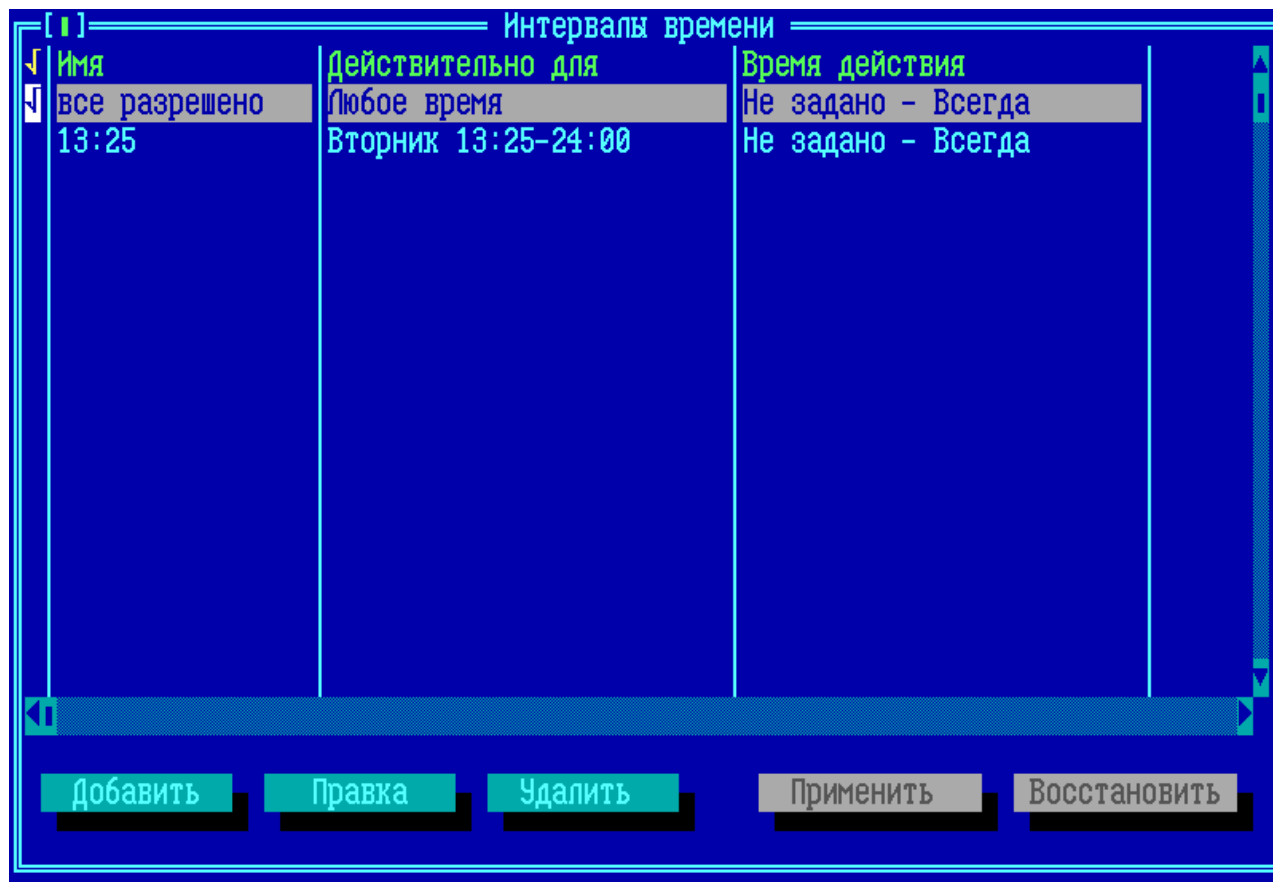 Интервалы времени
√ Имя Действительно для Время действия
√ все разрешено Любое время Не задано - Всегда
13:25 Вторник 13:25-24:00 Не задано - Всегда
Добавить Правка Удалить Применить Восстановить